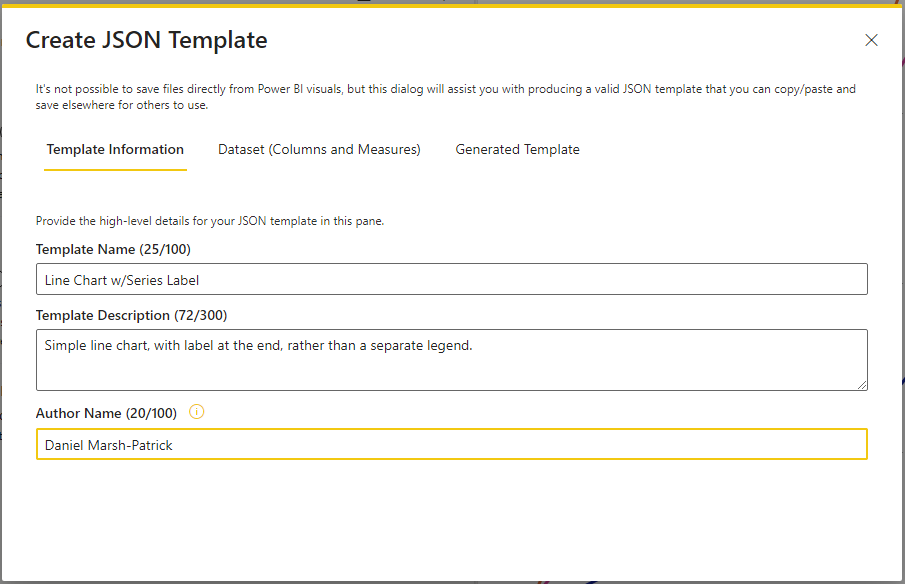 Create JSON Template
It's not possible to save files directly from Power BI visuals, but this dialog will assist you with producing a valid JSON template that you can copy/paste and
save elsewhere for others to use.
Template Information
Dataset (Columns and Measures)
Generated Template
Provide the high-level details for your JSON template in this pane.
Template Name (25/100)
Line Chart w/Series Label
Template Description (72/300)
Simple line chart, with label at the end, rather than a separate legend.
Author Name (20/100)
Daniel Marsh-Patrick